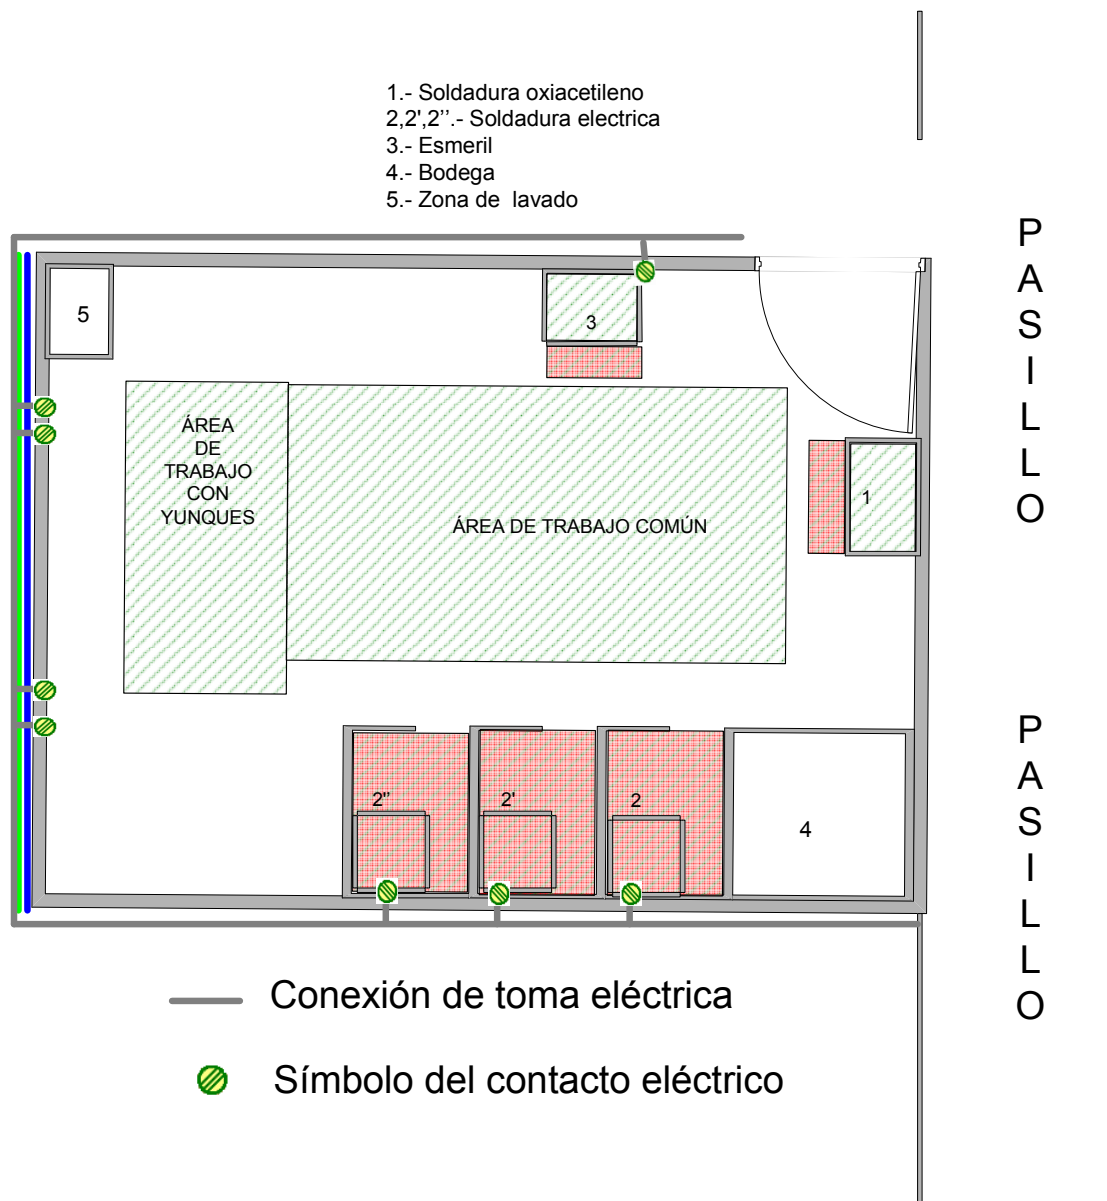 1.- Soldadura oxiacetileno
2,2',2''.- Soldadura electrica
3.- Esmeril
4.- Bodega
5.- Zona de lavado
P
A
S
I
L
L
O
5
3
ÁREA
DE
TRABAJO
CON
YUNQUES
ÁREA DE TRABAJO COMÚN
1
2''
2'
2
4
P
A
S
I
L
L
O
Conexión de toma eléctrica
Símbolo del contacto eléctrico